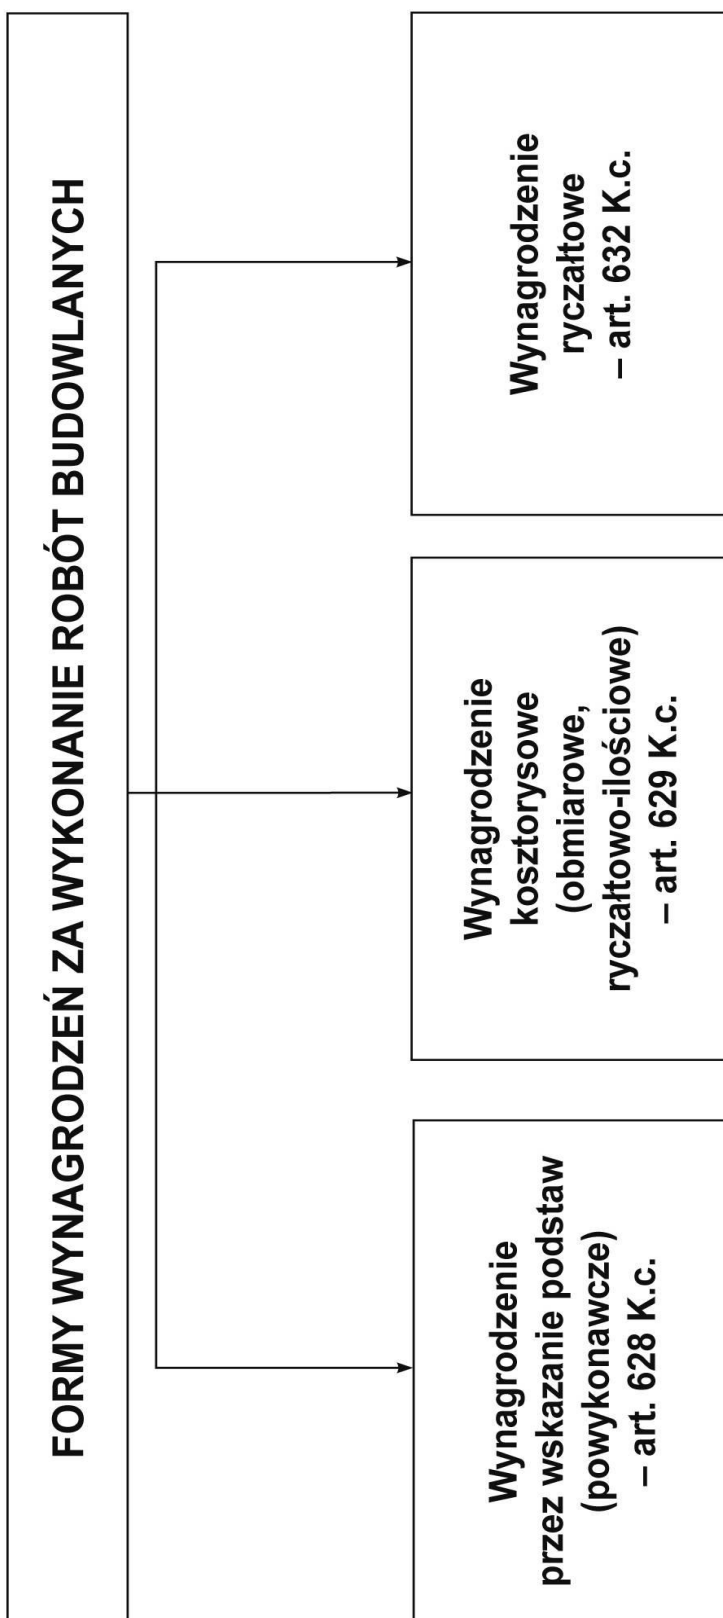 FORMY WYNAGRODZEŃ ZA WYKONANIE ROBÓT BUDOWLANYCH
Wynagrodzenie
przez wskazanie podstaw
(powykonawcze)
– art. 628 K.c.
Wynagrodzenie
kosztorysowe
(obmiarowe,
ryczałtowo-ilościowe)
– art. 629 K.c.
Wynagrodzenie
ryczałtowe
– art. 632 K.c.